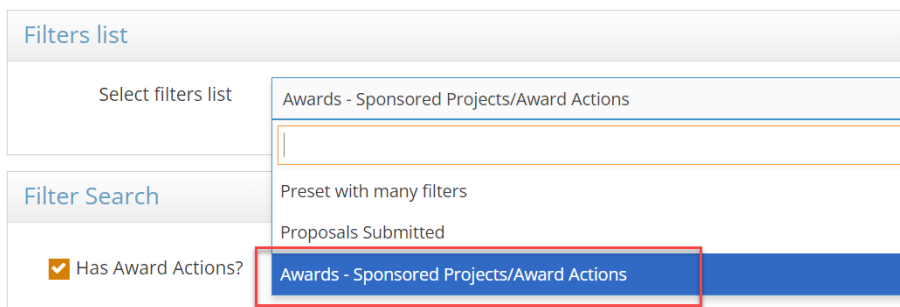 Filters list
Select filters list
Awards - Sponsored Projects/Award Actions
Preset with many filters
Filter Search
Proposals Submitted
Has Award Actions?
Awards - Sponsored Projects/Award Actions